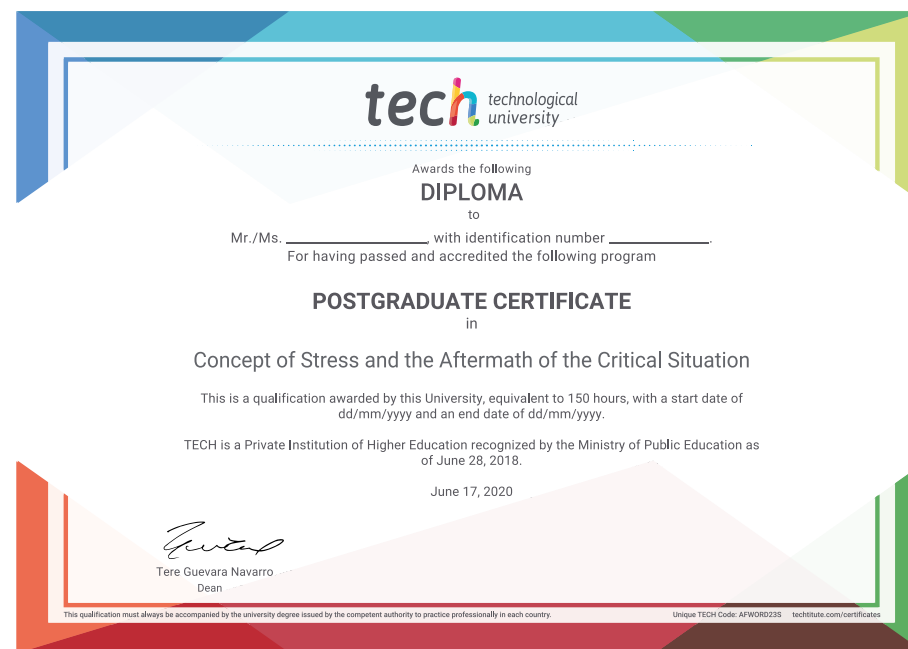 tech technological
university
Awards the following
DIPLOMA
to
Mr./Ms. ____________________, with identification number ______________.
For having passed and accredited the following program
POSTGRADUATE CERTIFICATE
in
Concept of Stress and the Aftermath of the Critical Situation
This is a qualification awarded by this University, equivalent to 150 hours, with a start date of
dd/mm/yyyy and an end date of dd/mm/yyyy.
TECH is a Private Institution of Higher Education recognized by the Ministry of Public Education as
of June 28, 2018.
June 17, 2020
Tere Guevara Navarro
Dean
This qualification must always be accompanied by the university degree issued by the competent authority to practice professionally in each country.
Unique TECH Code: AFWORD23S techtitute.com/certificates